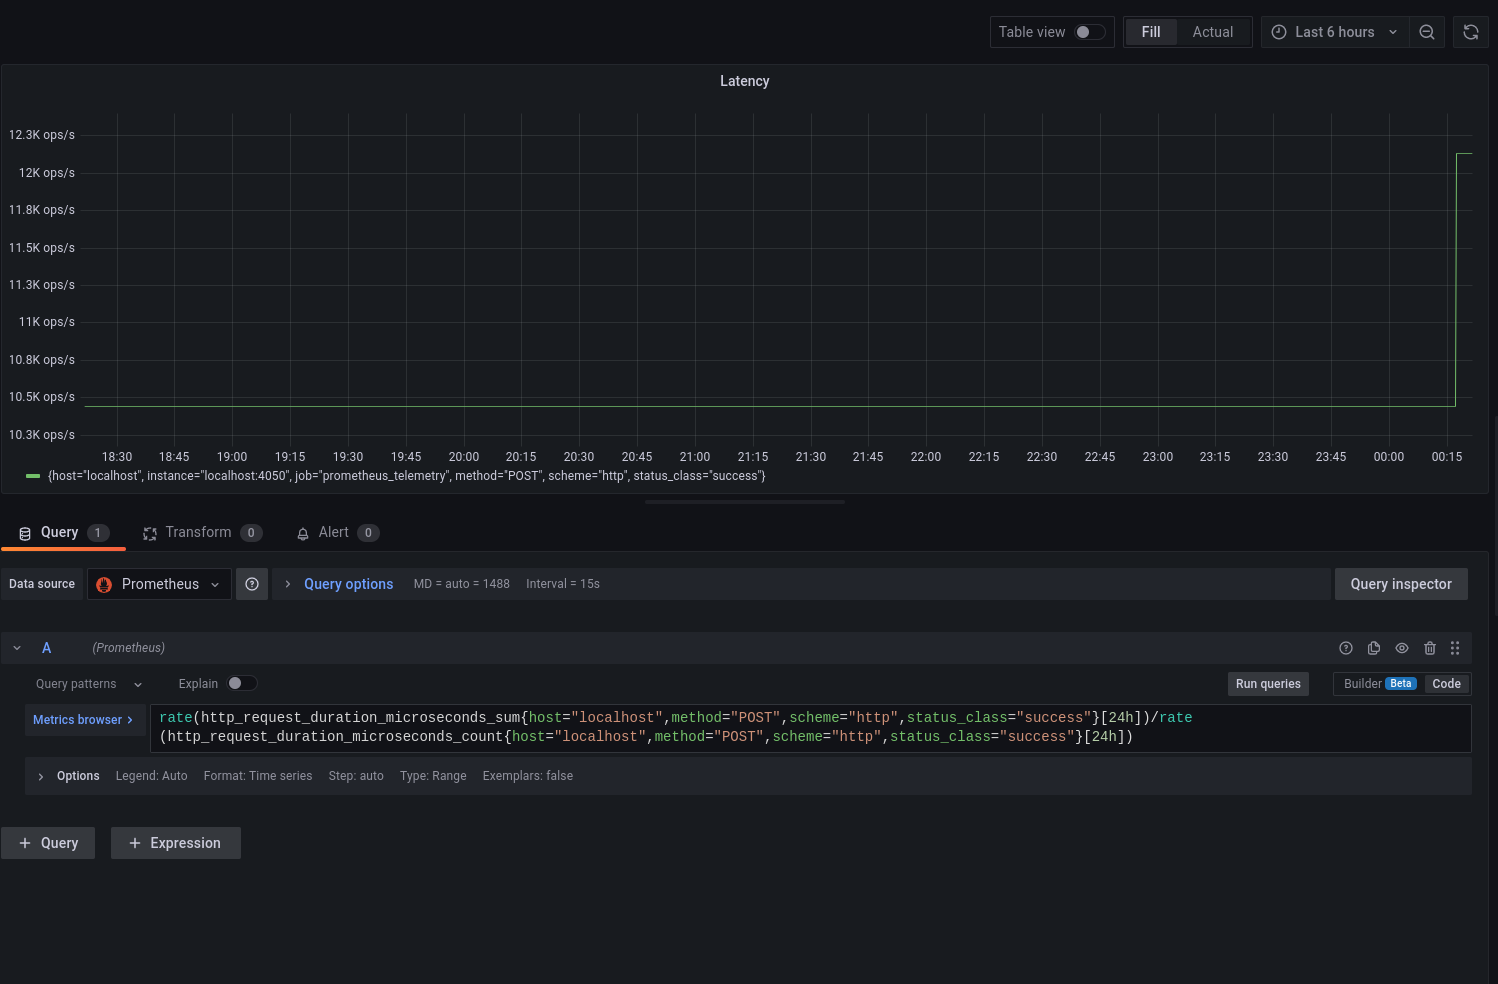 Table view Fill Actual Last 6 hours
Latency
12.3K ops/s
12K ops/s
11.8K ops/s
11.5K ops/s
11.3K ops/s
11K ops/s
10.8K ops/s
10.5K ops/s
10.3K ops/s
18:30 18:45 19:00 19:15 19:30 19:45 20:00 20:15 20:30 20:45 21:00 21:15 21:30 21:45 22:00 22:15 22:30 22:45 23:00 23:15 23:30 23:45 00:00 00:15
{host="localhost", instance="localhost:4050", job="prometheus_telemetry", method="POST", scheme="http", status_class="success"}
Query 1 Transform 0 Alert 0
Data source Prometheus Query options MD = auto = 1488 Interval = 15s Query inspector
A (Prometheus)
Query patterns Explain Run queries Builder Beta Code
Metrics browser > rate(http_request_duration_microseconds_sum{host="localhost",method="POST",scheme="http",status_class="success"}[24h])/rate
(http_request_duration_microseconds_count{host="localhost",method="POST",scheme="http",status_class="success"}[24h])
Options Legend: Auto Format: Time series Step: auto Type: Range Exemplars: false
+ Query + Expression